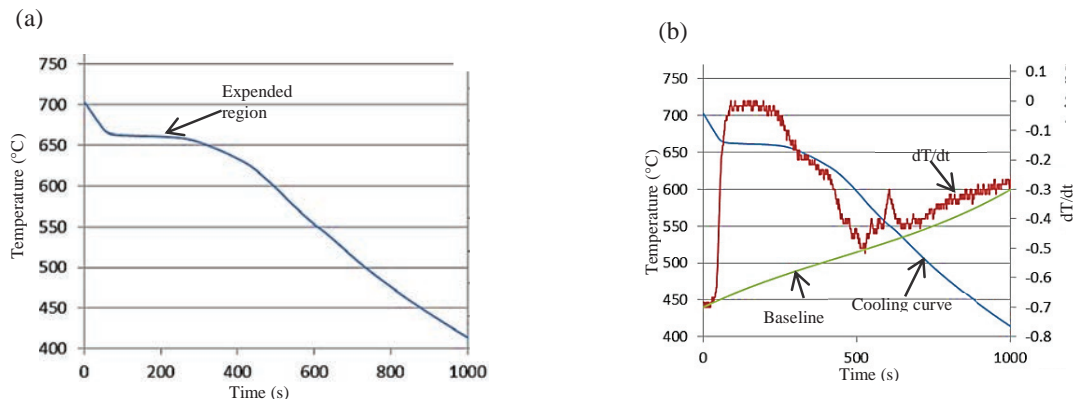 (a)
750
700
650
600
550
500
450
400
Temperature (°C)
Expended
region
0
200
400
600
800
1000
Time (s)
(b)
750
700
650
600
550
500
450
400
Temperature (°C)
dT/dt
Baseline
Cooling curve
0.1
0
-0.1
-0.2
-0.3
-0.4
-0.5
-0.6
-0.7
-0.8
dT/dt
0
500
1000
Time (s)